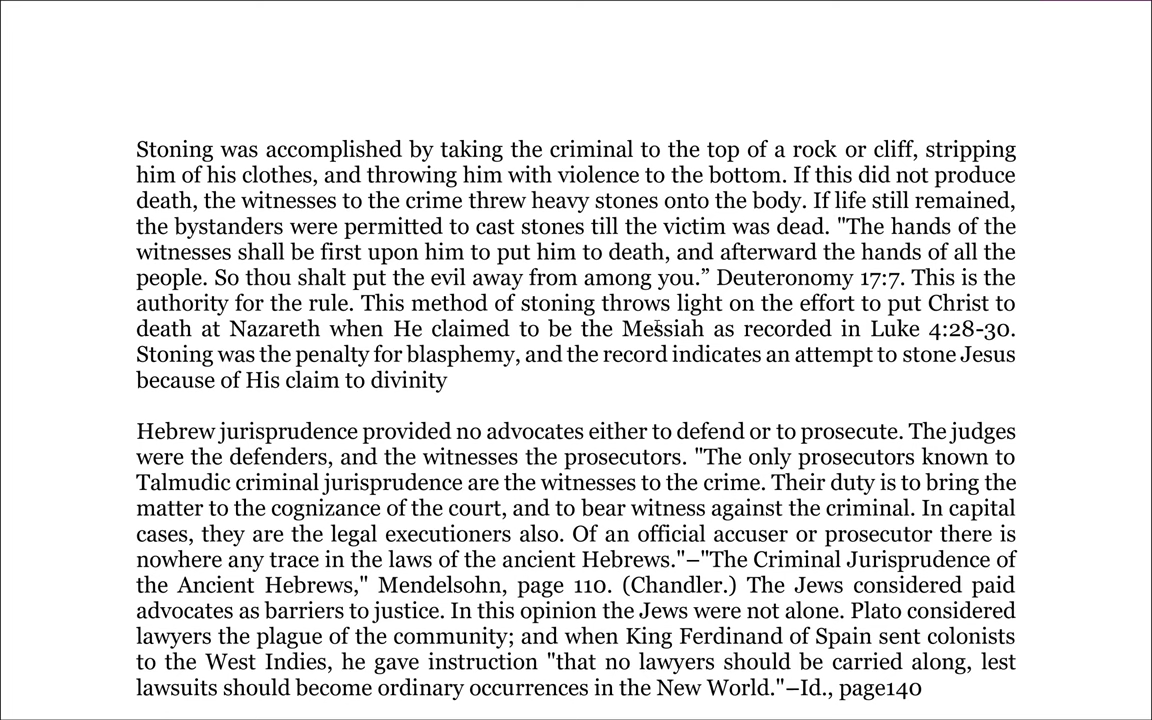 Stoning was accomplished by taking the criminal to the top of a rock or cliff, stripping
him of his clothes, and throwing him with violence to the bottom. If this did not produce
death, the witnesses to the crime threw heavy stones onto the body. If life still remained,
the bystanders were permitted to cast stones till the victim was dead. "The hands of the
witnesses shall be first upon him to put him to death, and afterward the hands of all the
people. So thou shalt put the evil away from among you.” Deuteronomy 17:7. This is the
authority for the rule. This method of stoning throws light on the effort to put Christ to
death at Nazareth when He claimed to be the Messiah as recorded in Luke 4:28-30.
Stoning was the penalty for blasphemy, and the record indicates an attempt to stone Jesus
because of His claim to divinity
Hebrew jurisprudence provided no advocates either to defend or to prosecute. The judges
were the defenders, and the witnesses the prosecutors. "The only prosecutors known to
Talmudic criminal jurisprudence are the witnesses to the crime. Their duty is to bring the
matter to the cognizance of the court, and to bear witness against the criminal. In capital
cases, they are the legal executioners also. Of an official accuser or prosecutor there is
nowhere any trace in the laws of the ancient Hebrews."–"The Criminal Jurisprudence of
the Ancient Hebrews," Mendelsohn, page 110. (Chandler.) The Jews considered paid
advocates as barriers to justice. In this opinion the Jews were not alone. Plato considered
lawyers the plague of the community; and when King Ferdinand of Spain sent colonists
to the West Indies, he gave instruction "that no lawyers should be carried along, lest
lawsuits should become ordinary occurrences in the New World."–Id., page140